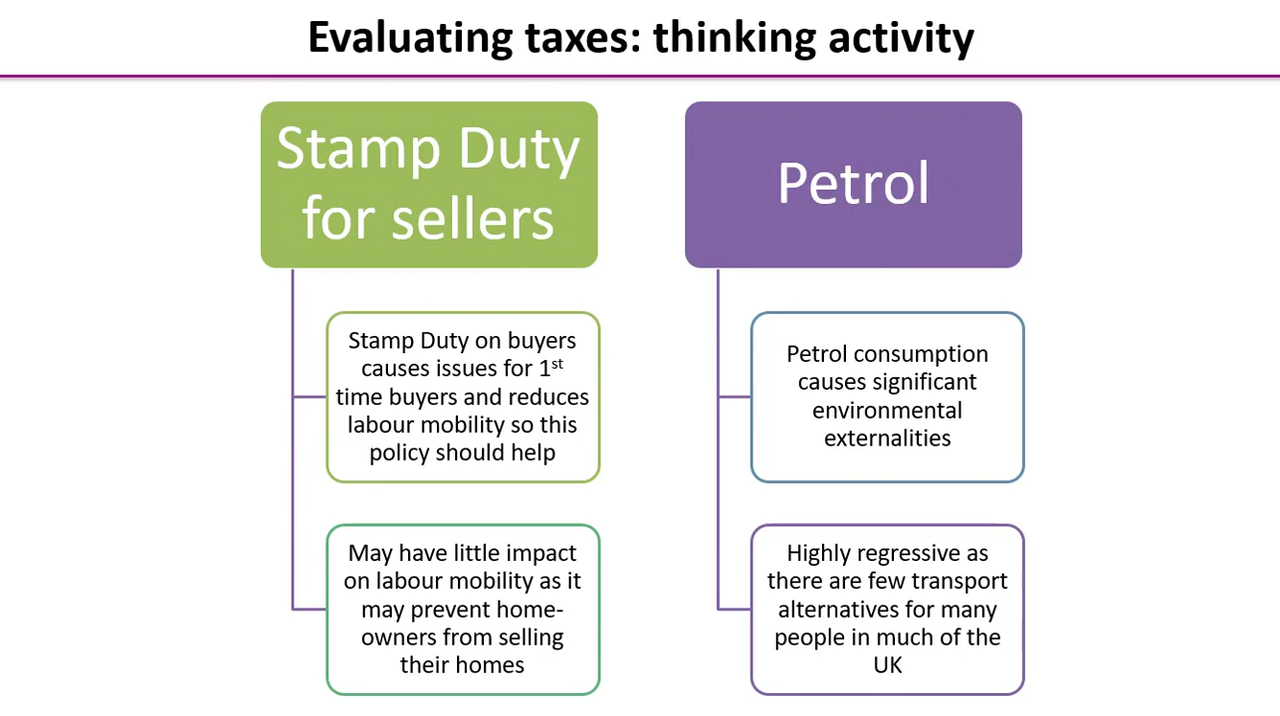 Evaluating taxes: thinking activity
Stamp Duty
for sellers
Stamp Duty on buyers
causes issues for 1st
time buyers and reduces
labour mobility so this
policy should help
May have little impact
on labour mobility as it
may prevent home-
owners from selling
their homes
Petrol
Petrol consumption
causes significant
environmental
externalities
Highly regressive as
there are few transport
alternatives for many
people in much of the
UK